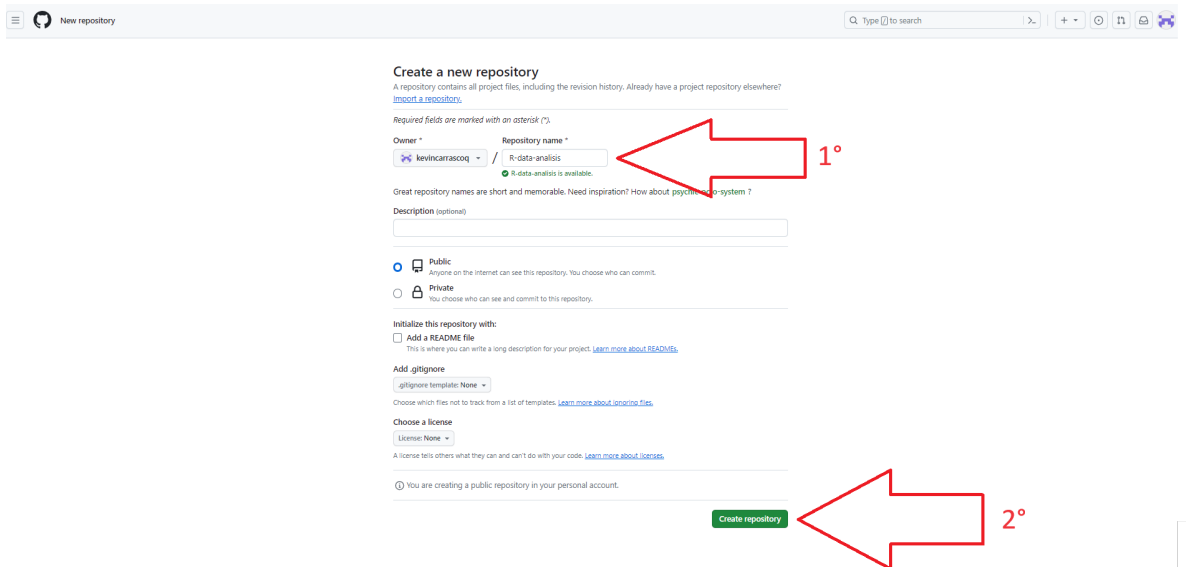 New repository
Type / to search
Create a new repository
A repository contains all project files, including the revision history. Already have a project repository elsewhere?
Import a repository.
Required fields are marked with an asterisk (*).
Owner * Repository name *
kevincarrascoq / R-data-analisis
R-data-analisis is available.
1°
Great repository names are short and memorable. Need inspiration? How about -system ?
Description (optional)
Public
Anyone on the internet can see this repository. You choose who can commit.
Private
You choose who can see and commit to this repository.
Initialize this repository with:
Add a README file
This is where you can write a long description for your project. Learn more about READMEs.
Add .gitignore
.gitignore template: None
Choose which files not to track from a list of templates. Learn more about ignoring files.
Choose a license
License: None
A license tells others what they can and can't do with your code. Learn more about licenses.
You are creating a public repository in your personal account.
Create repository
2°